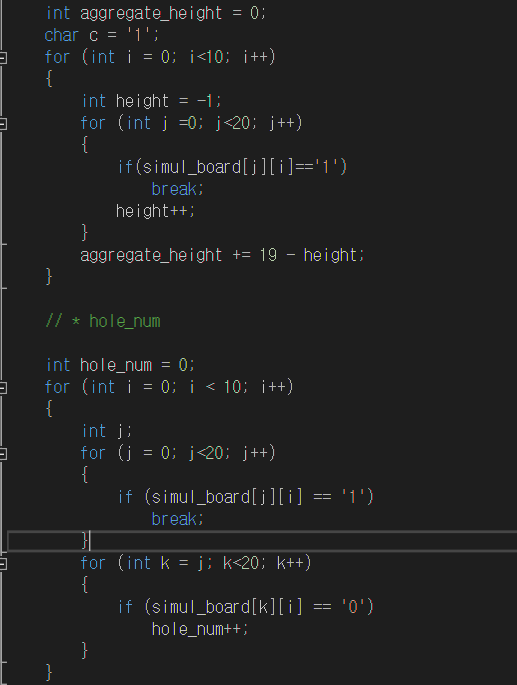 int aggregate_height = 0;
char c = '1';
for (int i = 0; i<10; i++)
{
int height = -1;
for (int j =0; j<20; j++)
{
if(simul_board[j][i]=='1')
break;
height++;
}
aggregate_height += 19 - height;
}
// * hole_num
int hole_num = 0;
for (int i = 0; i < 10; i++)
{
int j;
for (j = 0; j<20; j++)
{
if (simul_board[j][i] == '1')
break;
}
for (int k = j; k<20; k++)
{
if (simul_board[k][i] == '0')
hole_num++;
}
}